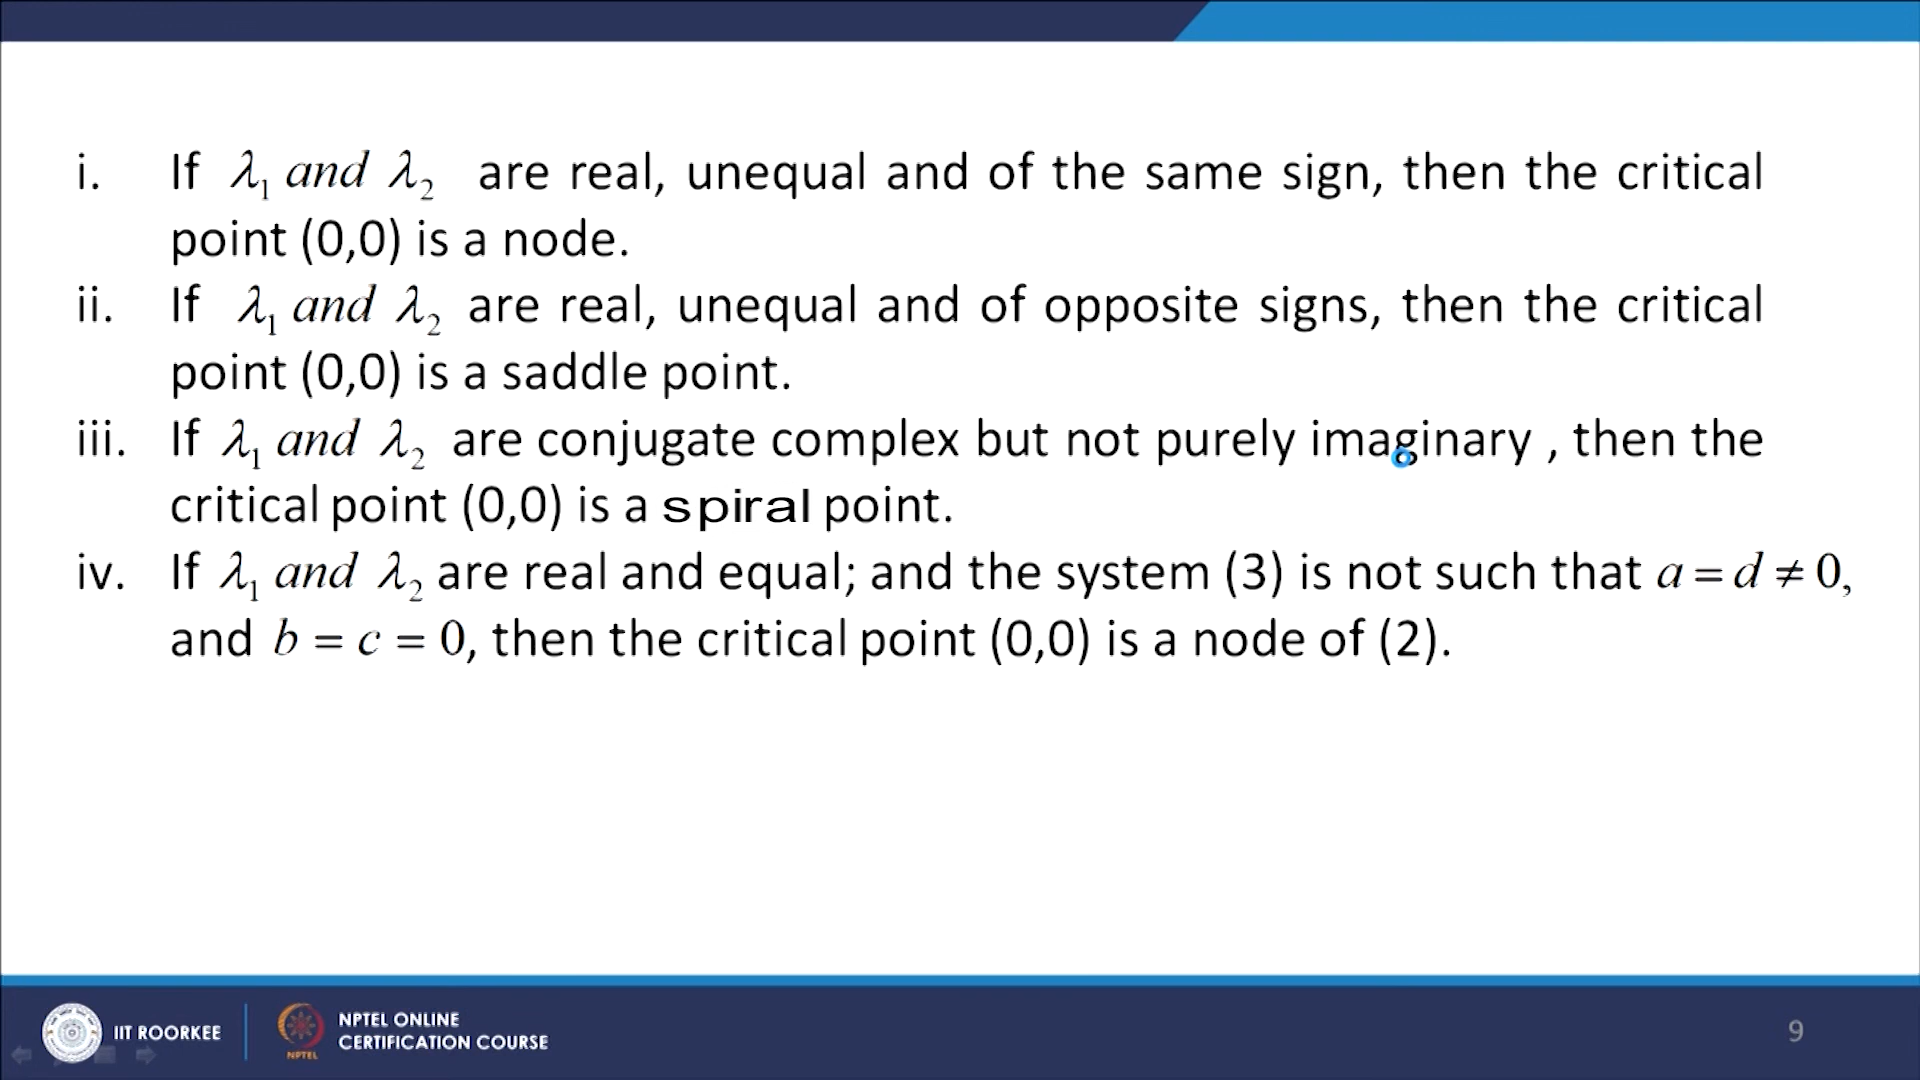 i. If λ₁ and λ₂ are real, unequal and of the same sign, then the critical
point (0,0) is a node.
ii. If λ₁ and λ₂ are real, unequal and of opposite signs, then the critical
point (0,0) is a saddle point.
iii. If λ₁ and λ₂ are conjugate complex but not purely imaginary , then the
critical point (0,0) is a spiral point.
iv. If λ₁ and λ₂ are real and equal; and the system (3) is not such that a = d ≠ 0,
and b = c = 0, then the critical point (0,0) is a node of (2).
IIT ROORKEE
NPTEL
NPTEL ONLINE
CERTIFICATION COURSE
9